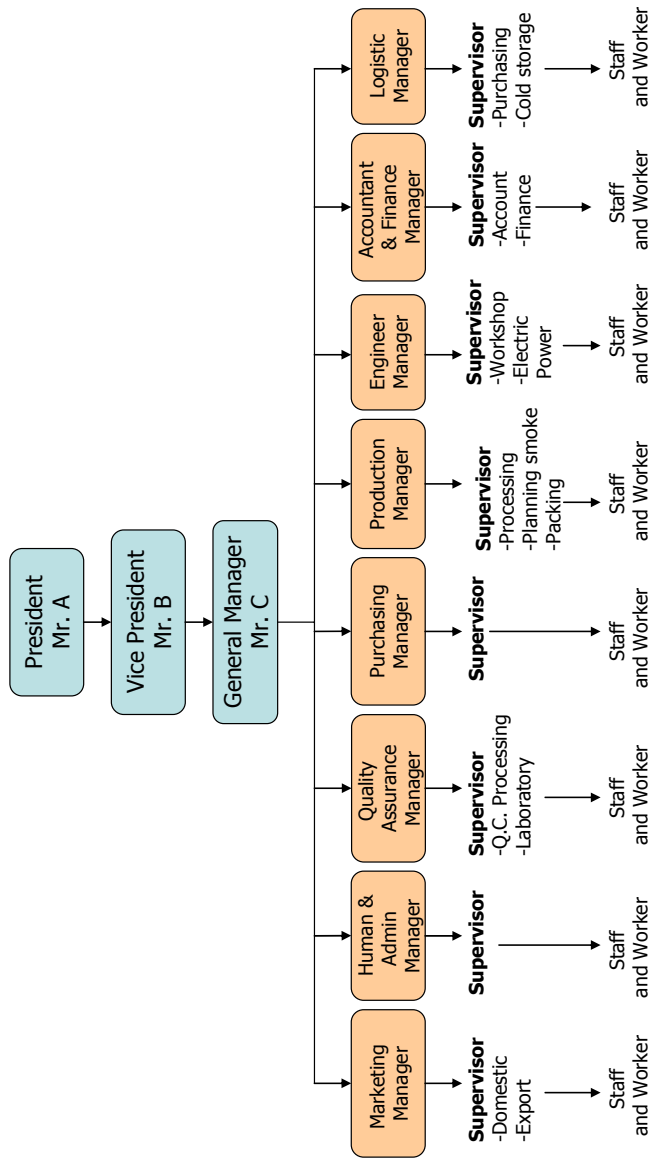 President
Mr. A
Vice President
Mr. B
General Manager
Mr. C
Marketing
Manager
Human &
Admin
Manager
Quality
Assurance
Manager
Purchasing
Manager
Production
Manager
Engineer
Manager
Accountant
& Finance
Manager
Logistic
Manager
Supervisor
-Domestic
-Export
Supervisor
Supervisor
-Q.C. Processing
-Laboratory
Supervisor
Supervisor
-Processing
-Planning smoke
-Packing
Supervisor
-Workshop
-Electric
Power
Supervisor
-Account
-Finance
Supervisor
-Purchasing
-Cold storage
Staff
and Worker
Staff
and Worker
Staff
and Worker
Staff
and Worker
Staff
and Worker
Staff
and Worker
Staff
and Worker
Staff
and Worker